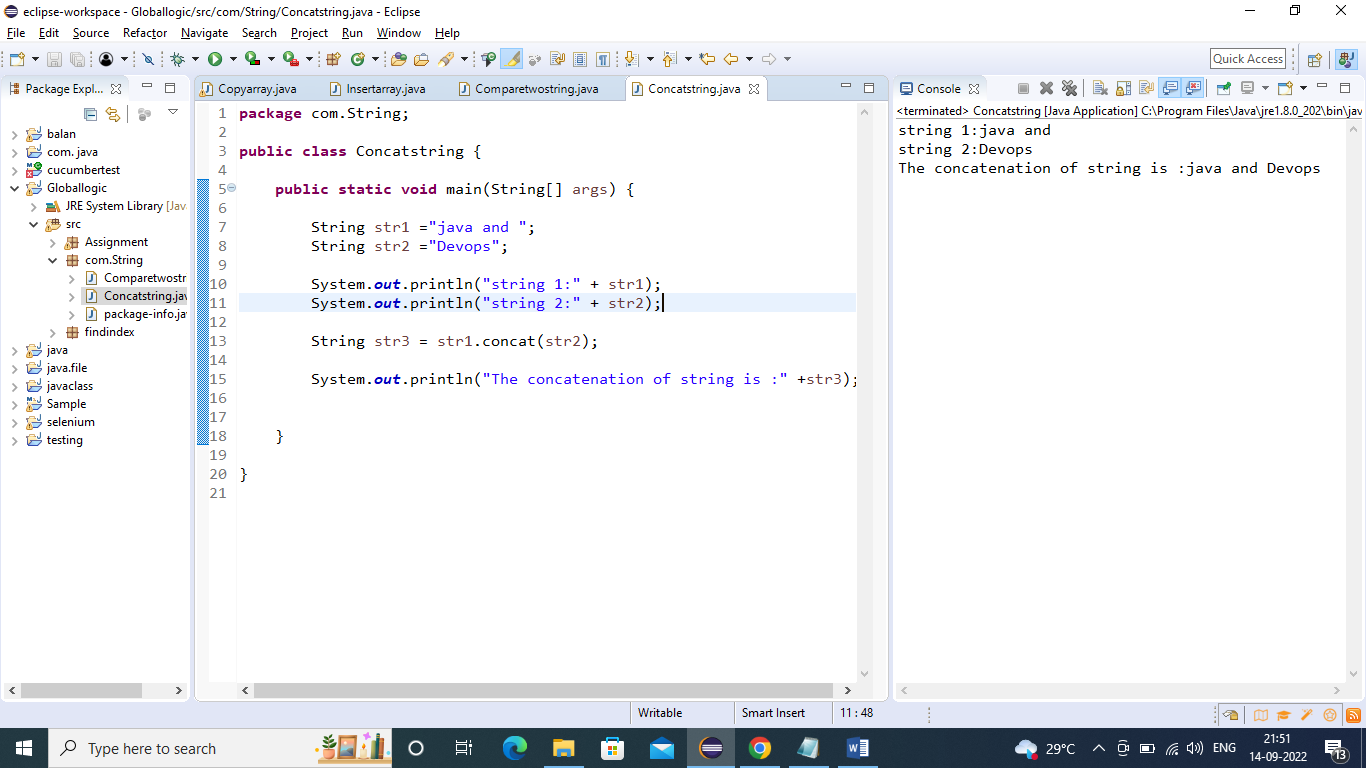 eclipse-workspace - Globallogic/src/com/String/Concatstring.java - Eclipse
File Edit Source Refactor Navigate Search Project Run Window Help
Quick Access
Package Expl...
balan
com. java
cucumbertest
Globallogic
JRE System Library [Jav
src
Assignment
com.String
Comparetwostr
Concatstring.jav
package-info.ja
findindex
java
java.file
javaclass
Sample
selenium
testing
Copyarray.java Insertarray.java Comparetwostring.java Concatstring.java
1 package com.String;
2
3 public class Concatstring {
4
5 public static void main(String[] args) {
6
7 String str1 ="java and ";
8 String str2 ="Devops";
9
10 System.out.println("string 1:" + str1);
11 System.out.println("string 2:" + str2);
12
13 String str3 = str1.concat(str2);
14
15 System.out.println("The concatenation of string is :" +str3);
16
17
18 }
19
20 }
21
Console
<terminated> Concatstring [Java Application] C:\Program Files\Java\jre1.8.0_202\bin\jav
string 1:java and
string 2:Devops
The concatenation of string is :java and Devops
Writable Smart Insert 11 : 48
Type here to search
29°C ENG
21:51
14-09-2022
13